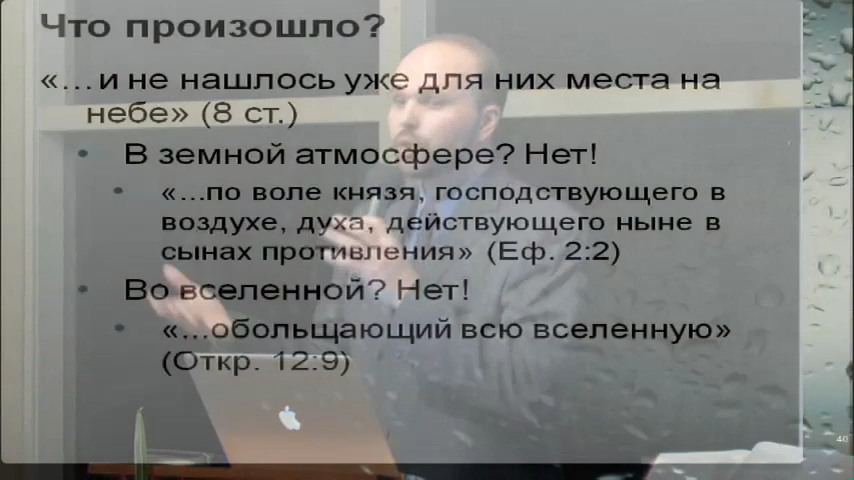 Что произошло?
«…и не нашлось уже для них места на
небе» (8 ст.)
• В земной атмосфере? Нет!
• «…по воле князя, господствующего в
воздухе, духа, действующего ныне в
сынах противления» (Еф. 2:2)
• Во вселенной? Нет!
• «…обольщающий всю вселенную»
(Откр. 12:9)
40